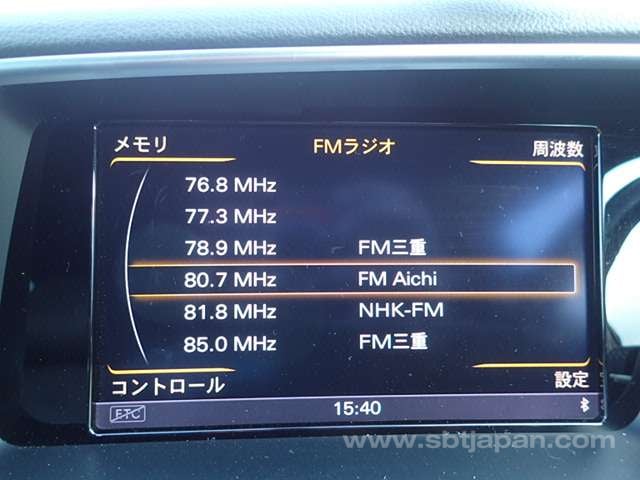 メモリ FMラジオ 周波数
76.8 MHz
77.3 MHz
78.9 MHz FM三重
80.7 MHz FM Aichi
81.8 MHz NHK-FM
85.0 MHz FM三重
コントロール 設定
ETC 15:40
www.sbtjapan.com